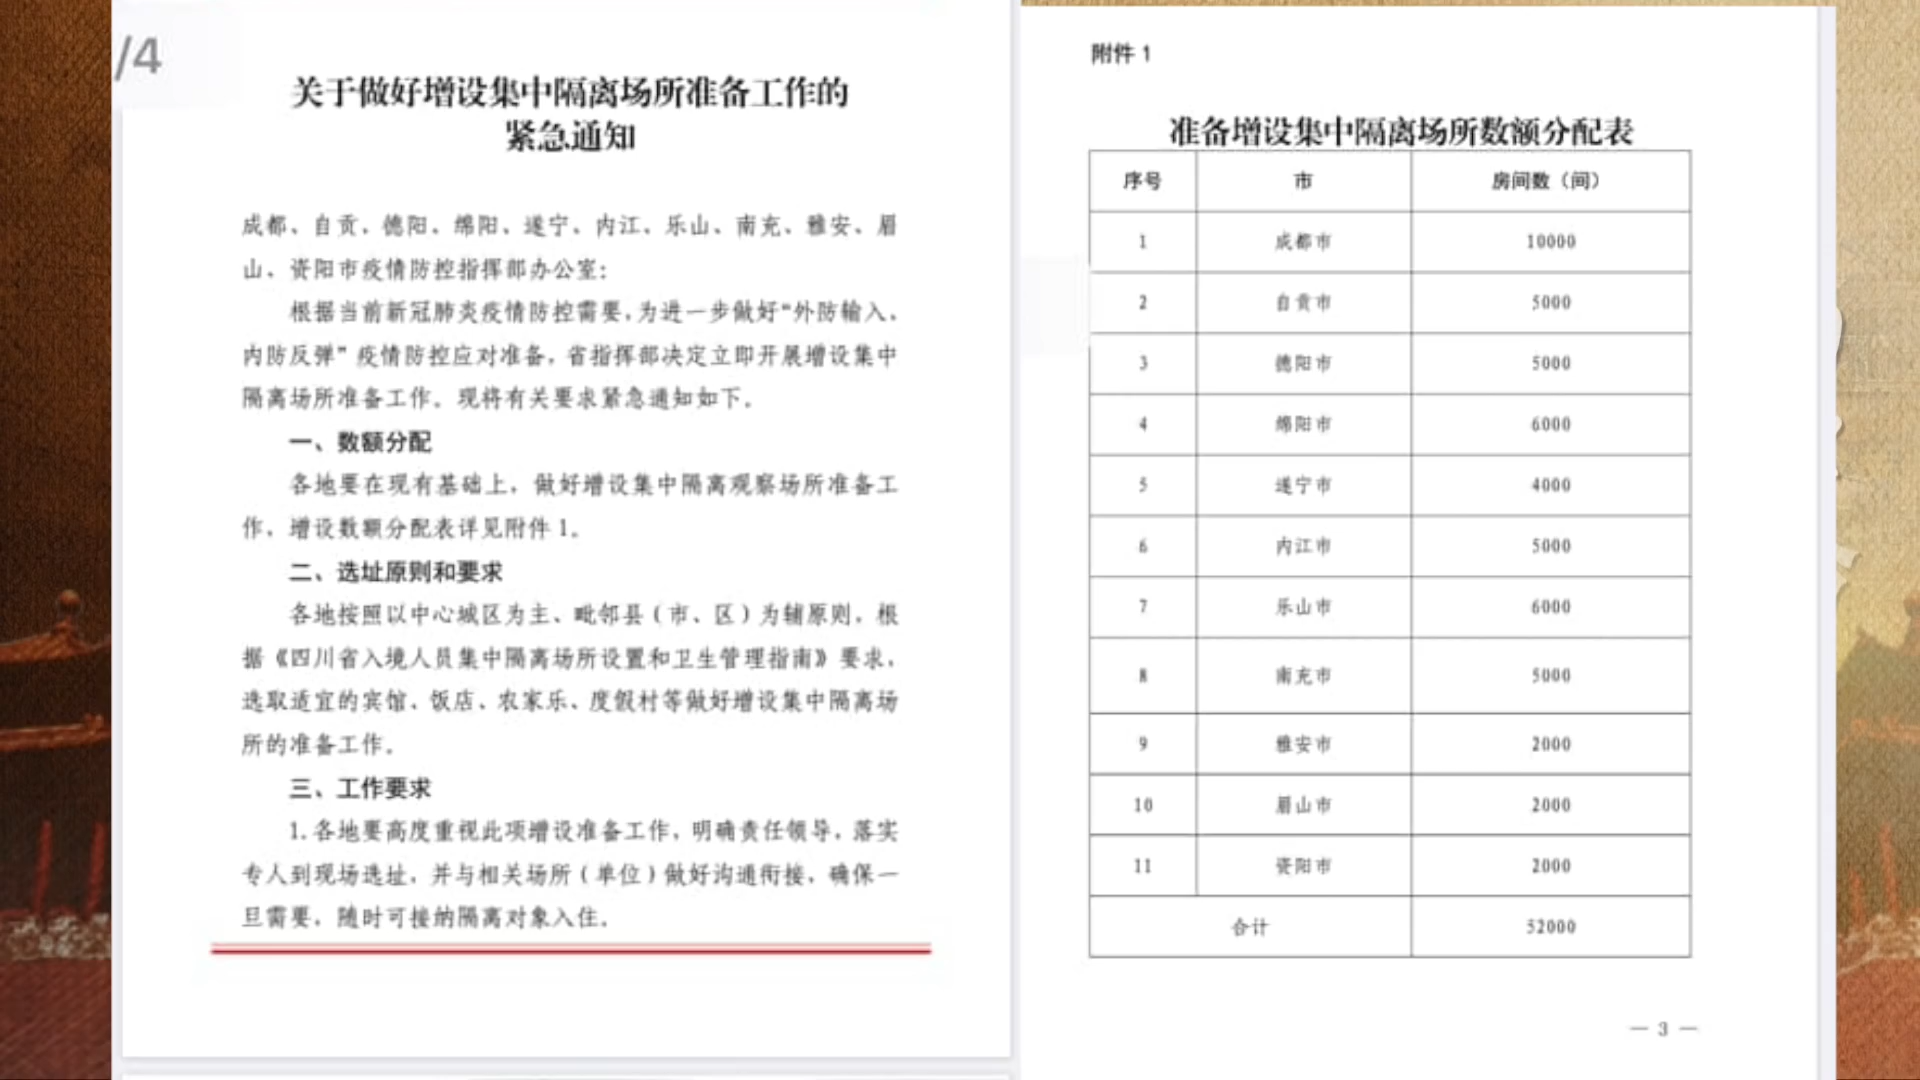 /4
关于做好增设集中隔离场所准备工作的
紧急通知
成都、自贡、德阳、绵阳、遂宁、内江、乐山、南充、雅安、眉
山、资阳市疫情防控指挥部办公室：
根据当前新冠肺炎疫情防控需要，为进一步做好“外防输入、
内防反弹”疫情防控应对准备，省指挥部决定立即开展增设集中
隔离场所准备工作。现将有关要求紧急通知如下。
一、数额分配
各地要在现有基础上，做好增设集中隔离观察场所准备工
作，增设数额分配表详见附件 1。
二、选址原则和要求
各地按照以中心城区为主、毗邻县（市、区）为辅原则，根
据《四川省入境人员集中隔离场所设置和卫生管理指南》要求，
选取适宜的宾馆、饭店、农家乐、度假村等做好增设集中隔离场
所的准备工作。
三、工作要求
1. 各地要高度重视此项增设准备工作，明确责任领导，落实
专人到现场选址，并与相关场所（单位）做好沟通衔接，确保一
旦需要，随时可接纳隔离对象入住。
附件 1
准备增设集中隔离场所数额分配表
序号 市 房间数（间）
1 成都市 10000
2 自贡市 5000
3 德阳市 5000
4 绵阳市 6000
5 遂宁市 4000
6 内江市 5000
7 乐山市 6000
8 南充市 5000
9 雅安市 2000
10 眉山市 2000
11 资阳市 2000
合计 52000
— 3 —